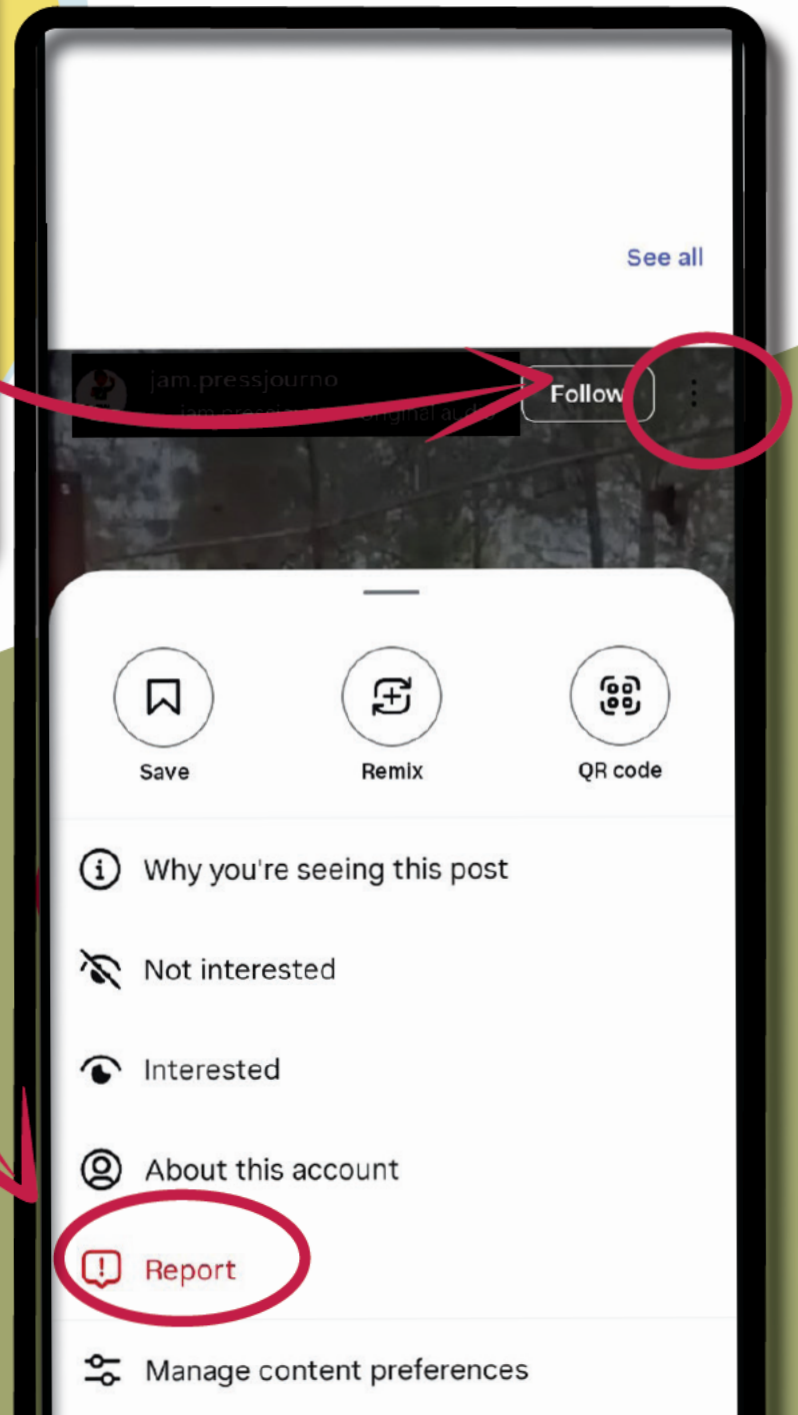 See all
jam.pressjourno
Follow
Save
Remix
QR code
Why you're seeing this post
Not interested
Interested
About this account
Report
Manage content preferences